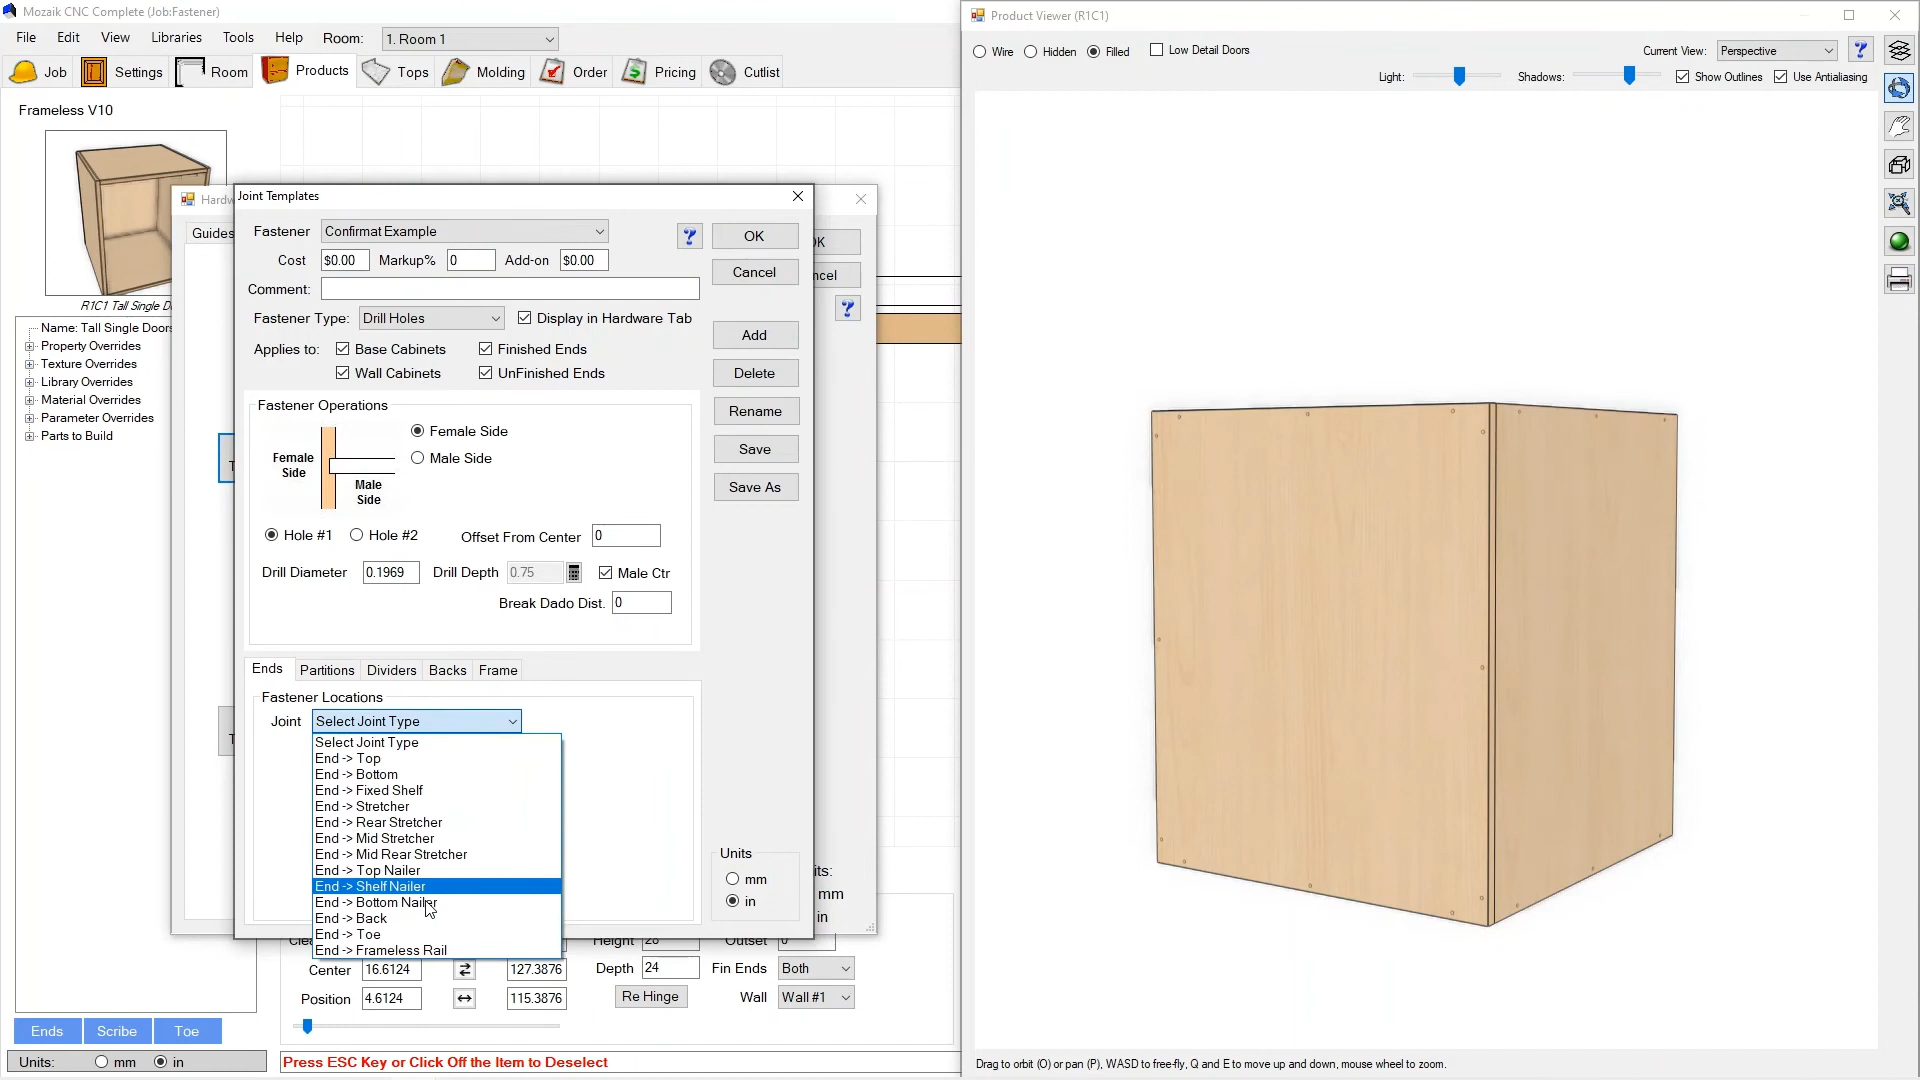 Mozaik CNC Complete (Job:Fastener)
File Edit View Libraries Tools Help Room: 1. Room 1
Job Settings Room Products Tops Molding Order Pricing Cutlist
Frameless V10
R1C1 Tall Single D
Name: Tall Single Doors
Property Overrides
Texture Overrides
Library Overrides
Material Overrides
Parameter Overrides
Parts to Build
Ends Scribe Toe
Units: mm in
Press ESC Key or Click Off the Item to Deselect
Hardw
Guides
OK
ncel
its:
mm
in
Joint Templates
Fastener Confirmat Example
Cost $0.00 Markup% 0 Add-on $0.00
Comment:
Fastener Type: Drill Holes Display in Hardware Tab
Applies to: Base Cabinets Finished Ends
Wall Cabinets UnFinished Ends
OK
Cancel
Add
Delete
Rename
Save
Save As
Fastener Operations
Female Side
Male Side
Female
Side
Male
Side
Hole #1 Hole #2 Offset From Center 0
Drill Diameter 0.1969 Drill Depth 0.75 Male Ctr
Break Dado Dist. 0
Ends Partitions Dividers Backs Frame
Fastener Locations
Joint Select Joint Type
Select Joint Type
End -> Top
End -> Bottom
End -> Fixed Shelf
End -> Stretcher
End -> Rear Stretcher
End -> Mid Stretcher
End -> Mid Rear Stretcher
End -> Top Nailer
End -> Shelf Nailer
End -> Bottom Nailer
End -> Back
End -> Toe
End -> Frameless Rail
Units
mm
in
Height 28 Outset 0
Center 16.6124 127.3876 Depth 24 Fin Ends Both
Position 4.6124 115.3876 Re Hinge Wall Wall #1
Product Viewer (R1C1)
Wire Hidden Filled Low Detail Doors Current View: Perspective
Light: Shadows: Show Outlines Use Antialiasing
Drag to orbit (O) or pan (P), WASD to free-fly, Q and E to move up and down, mouse wheel to zoom.